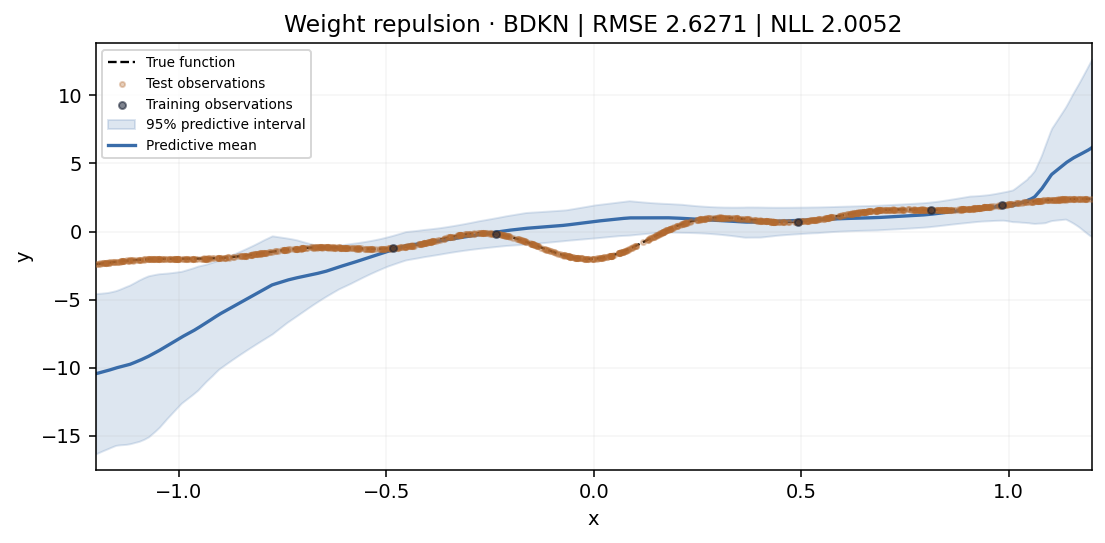 Weight repulsion · BDKN | RMSE 2.6271 | NLL 2.0052
True function
Test observations
Training observations
95% predictive interval
Predictive mean
10
5
0
−5
−10
−15
y
−1.0
−0.5
0.0
0.5
1.0
x